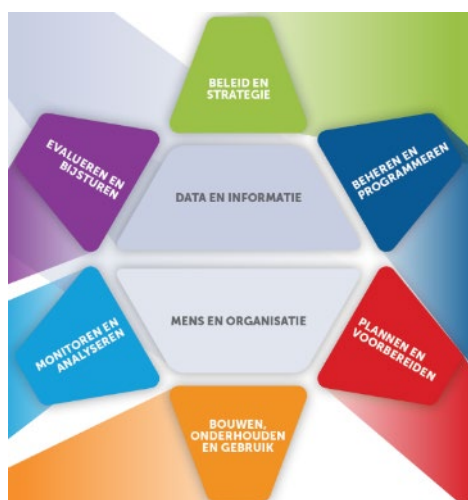 BELEID EN
STRATEGIE
EVALUEREN EN
BIJSTUREN
BEHEREN EN
PROGRAMMEREN
DATA EN INFORMATIE
MENS EN ORGANISATIE
MONITOREN EN
ANALYSEREN
PLANNEN EN
VOORBEREIDEN
BOUWEN,
ONDERHOUDEN
EN GEBRUIK